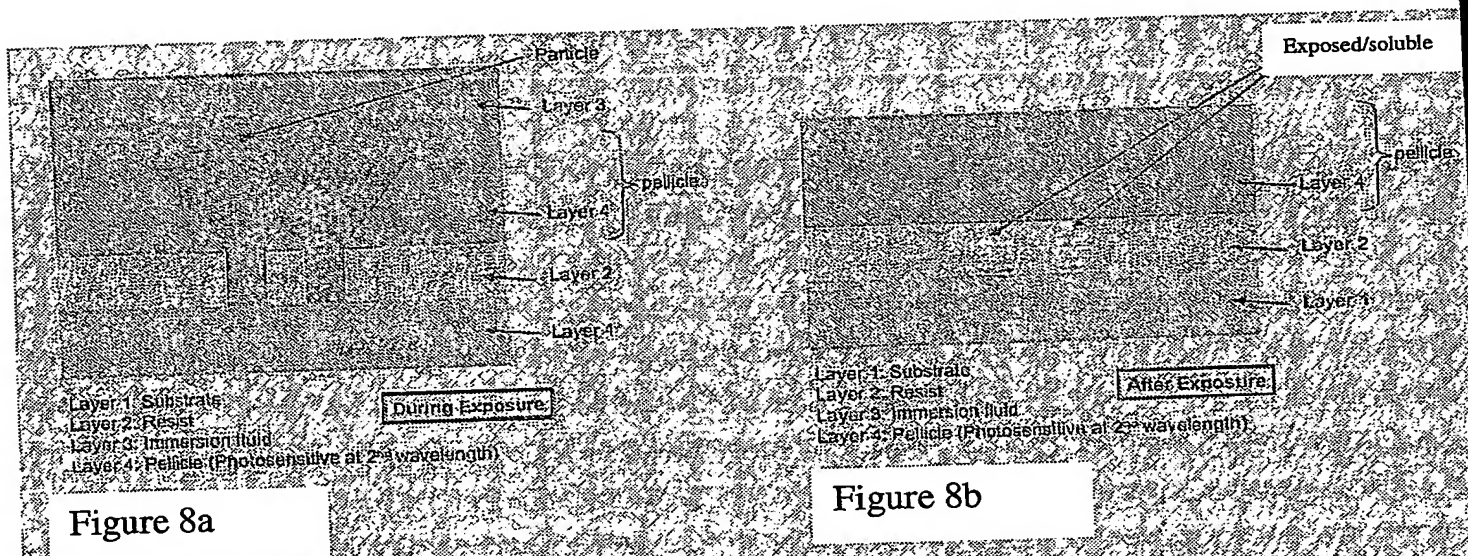 Particle
Layer 3
pellicle
Layer 4
Layer 2
Layer 1
Layer 1: Substrate
Layer 2: Resist
Layer 3: Immersion fluid
Layer 4: Pellicle (Photosensitive at 2nd wavelength)
During Exposure
Figure 8a
Exposed/soluble
pellicle
Layer 4
Layer 2
Layer 1
Layer 1: Substrate
Layer 2: Resist
Layer 3: Immersion fluid
Layer 4: Pellicle (Photosensitive at 2nd wavelength)
After Exposure
Figure 8b